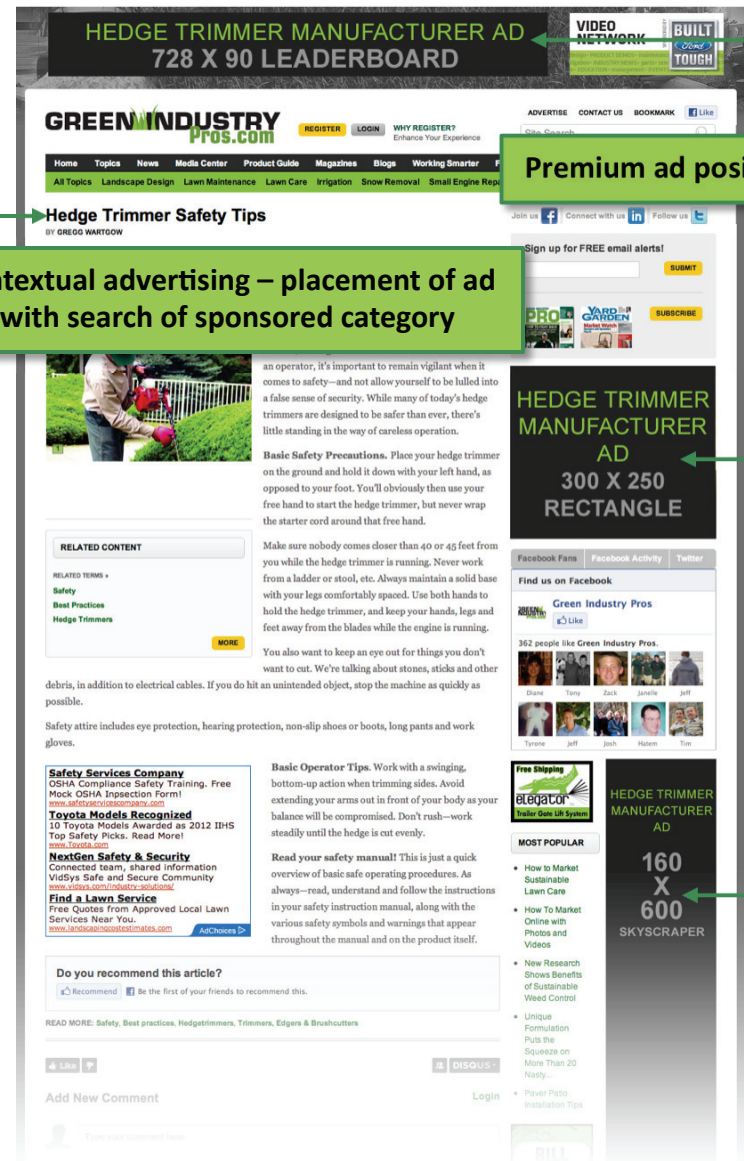 HEDGE TRIMMER MANUFACTURER AD
728 X 90 LEADERBOARD
VIDEO
NETWORK
BUILT
Ford
TOUGH
GREEN INDUSTRY
Pros.com
REGISTER
LOGIN
WHY REGISTER?
Enhance Your Experience
ADVERTISE CONTACT US BOOKMARK Like
Site Search
Home Topics News Media Center Product Guide Magazines Blogs Working Smarter
All Topics Landscape Design Lawn Maintenance Lawn Care Irrigation Snow Removal Small Engine Repa
Premium ad posi
Hedge Trimmer Safety Tips
BY GREGG WARTGOW
Join us Connect with us in Follow us
Sign up for FREE email alerts!
SUBMIT
PRO
YARD
GARDEN
Market Watch
SUBSCRIBE
textual advertising – placement of ad
with search of sponsored category
1
an operator, it's important to remain vigilant when it
comes to safety—and not allow yourself to be lulled into
a false sense of security. While many of today's hedge
trimmers are designed to be safer than ever, there's
little standing in the way of careless operation.
Basic Safety Precautions. Place your hedge trimmer
on the ground and hold it down with your left hand, as
opposed to your foot. You'll obviously then use your
free hand to start the hedge trimmer, but never wrap
the starter cord around that free hand.
Make sure nobody comes closer than 40 or 45 feet from
you while the hedge trimmer is running. Never work
from a ladder or stool, etc. Always maintain a solid base
with your legs comfortably spaced. Use both hands to
hold the hedge trimmer, and keep your hands, legs and
feet away from the blades while the engine is running.
You also want to keep an eye out for things you don't
want to cut. We're talking about stones, sticks and other
debris, in addition to electrical cables. If you do hit an unintended object, stop the machine as quickly as
possible.
Safety attire includes eye protection, hearing protection, non-slip shoes or boots, long pants and work
gloves.
RELATED CONTENT
RELATED TERMS »
Safety
Best Practices
Hedge Trimmers
MORE
Safety Services Company
OSHA Compliance Safety Training. Free
Mock OSHA Inpsection Form!
www.safetyservicescompany.com
Toyota Models Recognized
10 Toyota Models Awarded as 2012 IIHS
Top Safety Picks. Read More!
www.Toyota.com
NextGen Safety & Security
Connected team, shared information
VidSys Safe and Secure Community
www.vidsys.com/industry-solutions/
Find a Lawn Service
Free Quotes from Approved Local Lawn
Services Near You.
www.landscapingcostestimates.com
AdChoices
Basic Operator Tips. Work with a swinging,
bottom-up action when trimming sides. Avoid
extending your arms out in front of your body as your
balance will be compromised. Don't rush—work
steadily until the hedge is cut evenly.
Read your safety manual! This is just a quick
overview of basic safe operating procedures. As
always—read, understand and follow the instructions
in your safety instruction manual, along with the
various safety symbols and warnings that appear
throughout the manual and on the product itself.
Do you recommend this article?
Recommend Be the first of your friends to recommend this.
READ MORE: Safety, Best practices, Hedgetrimmers, Trimmers, Edgers & Brushcutters
Like
DISQUS
Add New Comment
Login
Type your comment here.
HEDGE TRIMMER
MANUFACTURER
AD
300 X 250
RECTANGLE
Facebook Fans Facebook Activity Twitter
Find us on Facebook
Green Industry Pros
Like
362 people like Green Industry Pros.
Diane Tony Zack Janelle Jeff
Tyrone Jeff Josh Hatem Tim
Free Shipping
eLEGATOR
Trailer Gate Lift System
MOST POPULAR
How to Market
Sustainable
Lawn Care
How To Market
Online with
Photos and
Videos
New Research
Shows Benefits
of Sustainable
Weed Control
Unique
Formulation
Puts the
Squeeze on
More Than 20
Nasty...
Paver Patio
Installation Tips
BILL
HEDGE TRIMMER
MANUFACTURER
AD
160
X
600
SKYSCRAPER